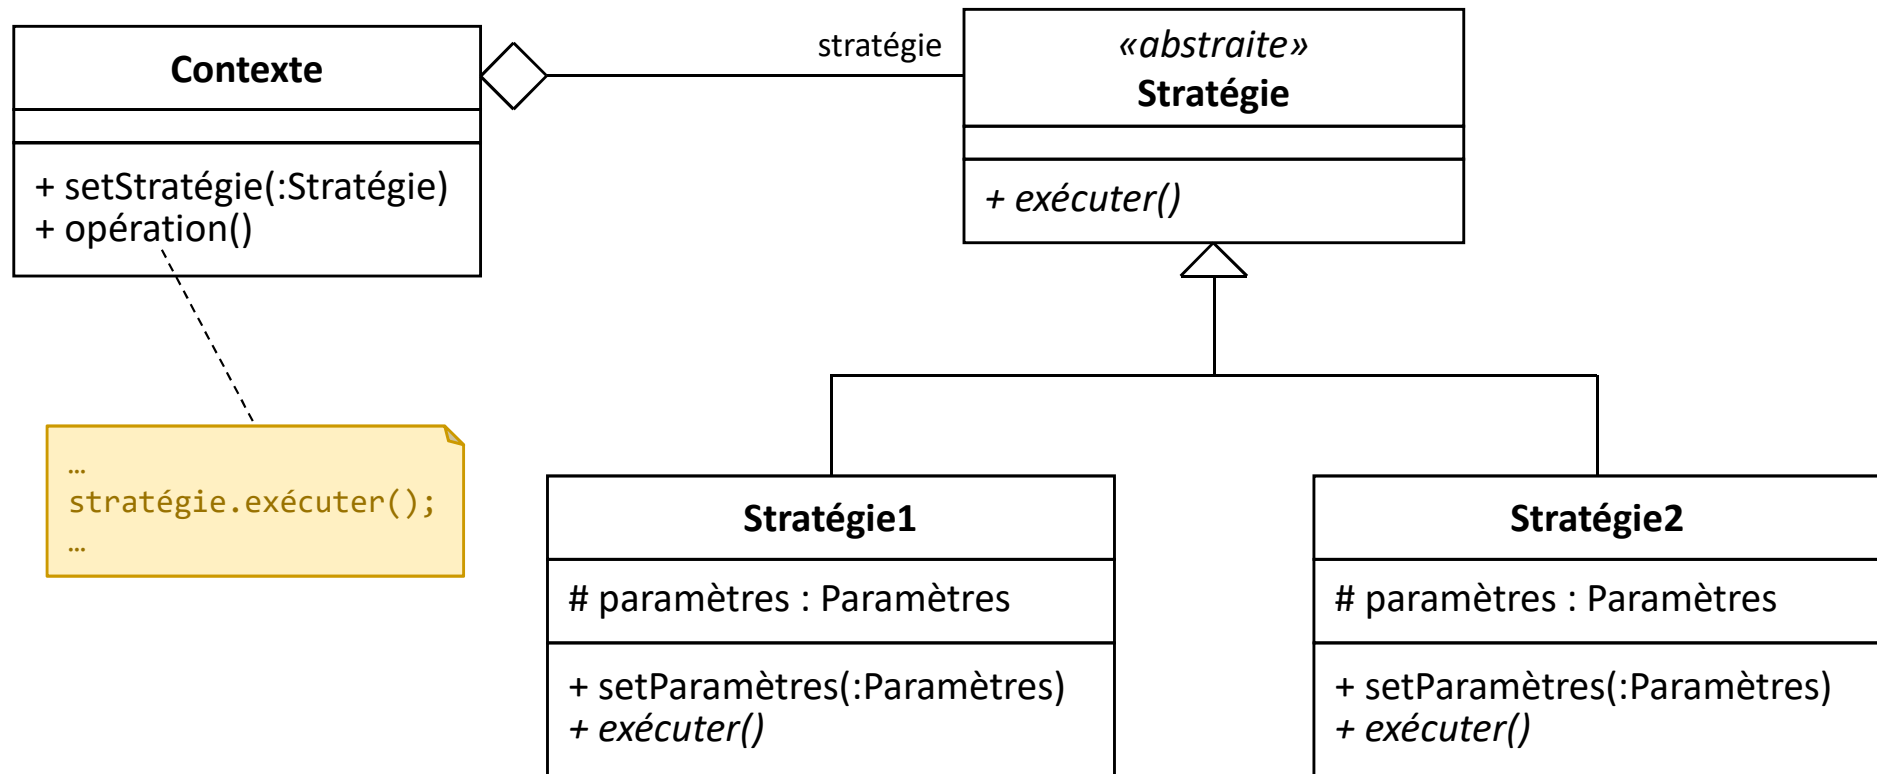 Contexte
+ setStratégie(:Stratégie)
+ opération()
stratégie
«abstraite»
Stratégie
+ exécuter()
…
stratégie.exécuter();
…
Stratégie1
# paramètres : Paramètres
+ setParamètres(:Paramètres)
+ exécuter()
Stratégie2
# paramètres : Paramètres
+ setParamètres(:Paramètres)
+ exécuter()